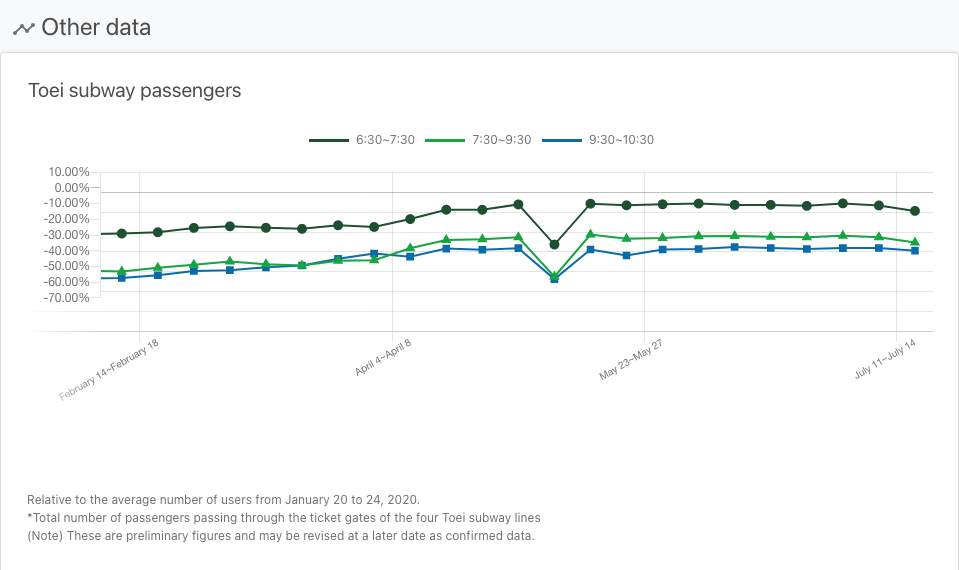 Other data
Toei subway passengers
6:30~7:30 7:30~9:30 9:30~10:30
10.00%
0.00%
-10.00%
-20.00%
-30.00%
-40.00%
-50.00%
-60.00%
-70.00%
February 14~February 18
April 4~April 8
May 23~May 27
July 11~July 14
Relative to the average number of users from January 20 to 24, 2020.
*Total number of passengers passing through the ticket gates of the four Toei subway lines
(Note) These are preliminary figures and may be revised at a later date as confirmed data.